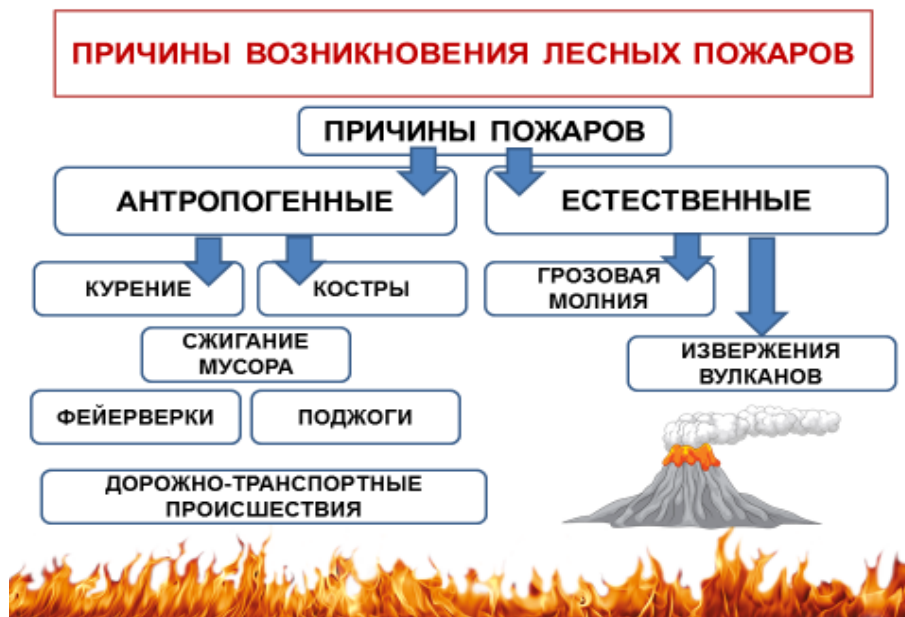 ПРИЧИНЫ ВОЗНИКНОВЕНИЯ ЛЕСНЫХ ПОЖАРОВ
ПРИЧИНЫ ПОЖАРОВ
АНТРОПОГЕННЫЕ
ЕСТЕСТВЕННЫЕ
КУРЕНИЕ
КОСТРЫ
ГРОЗОВАЯ
МОЛНИЯ
СЖИГАНИЕ
МУСОРА
ИЗВЕРЖЕНИЯ
ВУЛКАНОВ
ФЕЙЕРВЕРКИ
ПОДЖОГИ
ДОРОЖНО-ТРАНСПОРТНЫЕ
ПРОИСШЕСТВИЯ